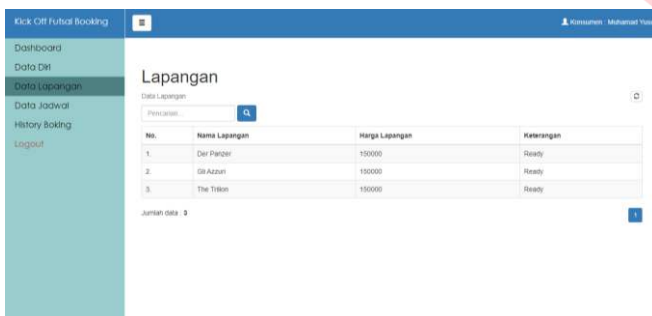 Kick Off Futsal Booking
Konsumen : Mohamad
Dashboard
Data Diri
Data Lapangan
Data Jadwal
History Boking
Logout
Lapangan
Data Lapangan
Pencarian...
No. Nama Lapangan Harga Lapangan Keterangan
1. Der Panzer 150000 Ready
2. Gli Azzuri 150000 Ready
3. The Trilion 150000 Ready
Jumlah data : 3
1